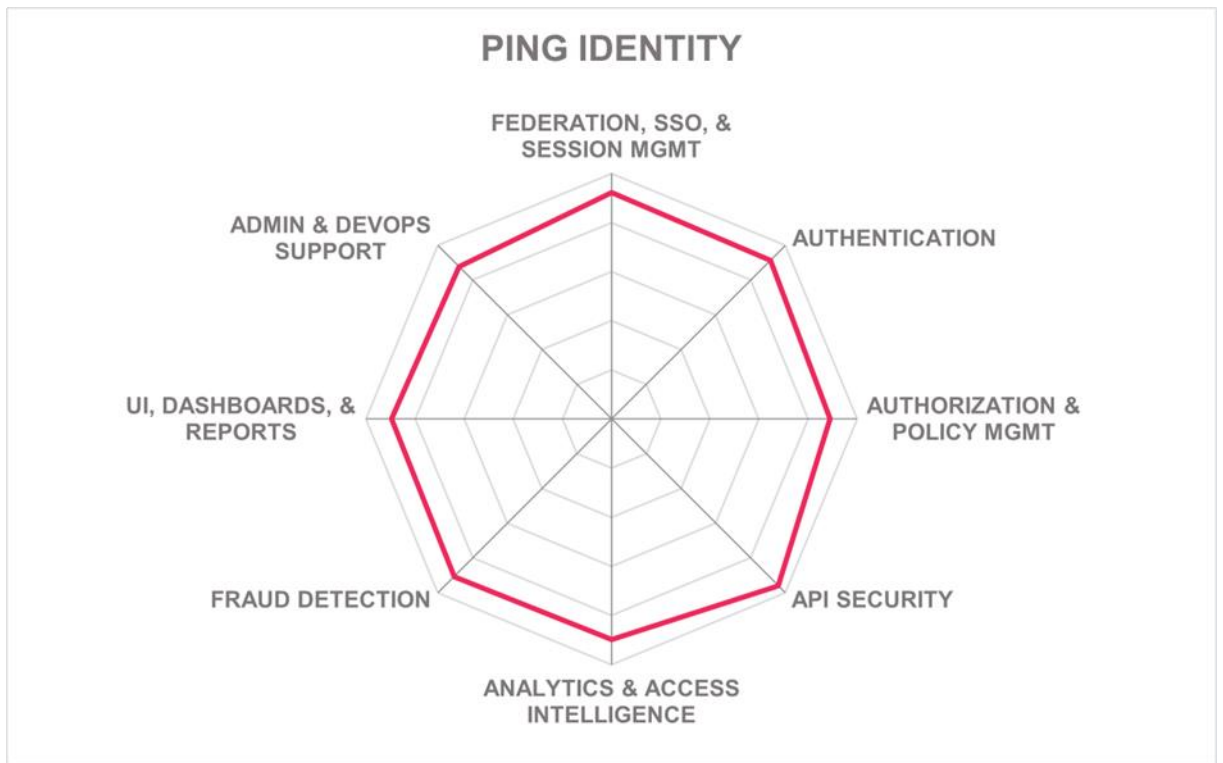 PING IDENTITY
FEDERATION, SSO, &
SESSION MGMT
AUTHENTICATION
AUTHORIZATION &
POLICY MGMT
API SECURITY
ANALYTICS & ACCESS
INTELLIGENCE
FRAUD DETECTION
UI, DASHBOARDS, &
REPORTS
ADMIN & DEVOPS
SUPPORT